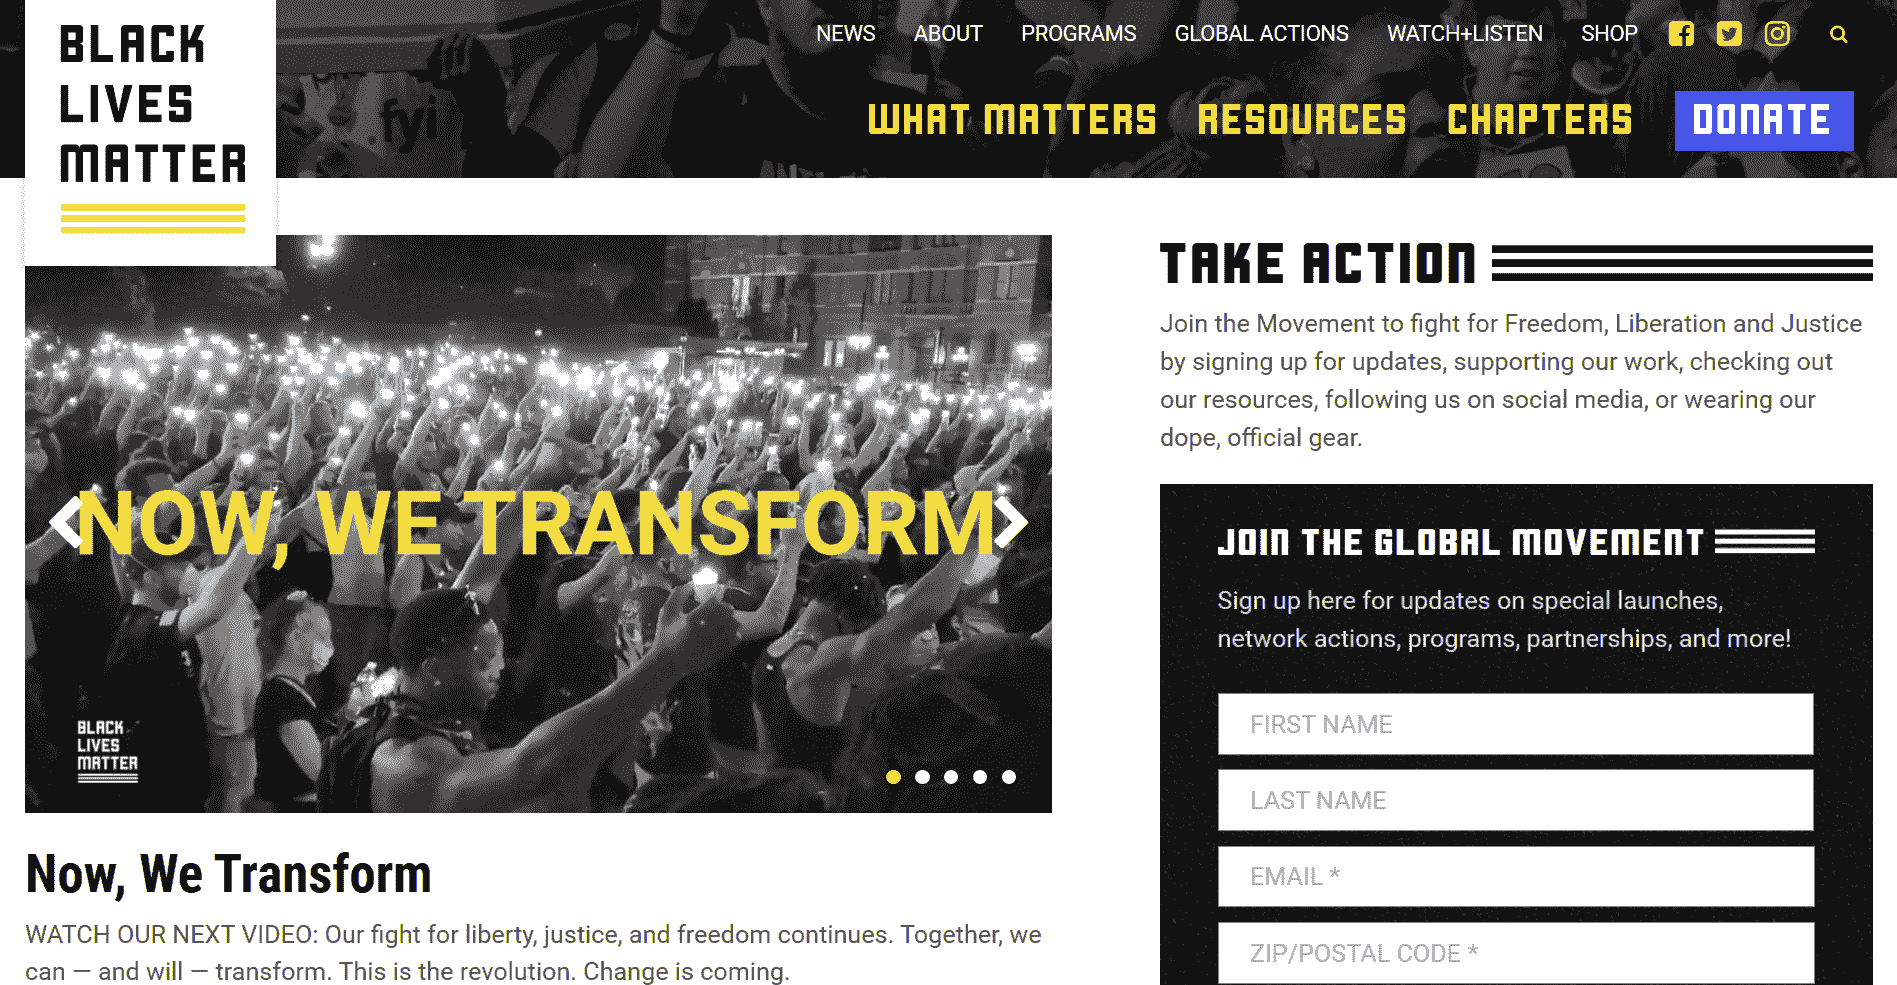 BLACK
LIVES
MATTER
NEWS ABOUT PROGRAMS GLOBAL ACTIONS WATCH+LISTEN SHOP
WHAT MATTERS RESOURCES CHAPTERS DONATE
fyi
NOW, WE TRANSFORM
BLACK
LIVES
MATTER
Now, We Transform
WATCH OUR NEXT VIDEO: Our fight for liberty, justice, and freedom continues. Together, we
can — and will — transform. This is the revolution. Change is coming.
TAKE ACTION
Join the Movement to fight for Freedom, Liberation and Justice
by signing up for updates, supporting our work, checking out
our resources, following us on social media, or wearing our
dope, official gear.
JOIN THE GLOBAL MOVEMENT
Sign up here for updates on special launches,
network actions, programs, partnerships, and more!
FIRST NAME
LAST NAME
EMAIL *
ZIP/POSTAL CODE *